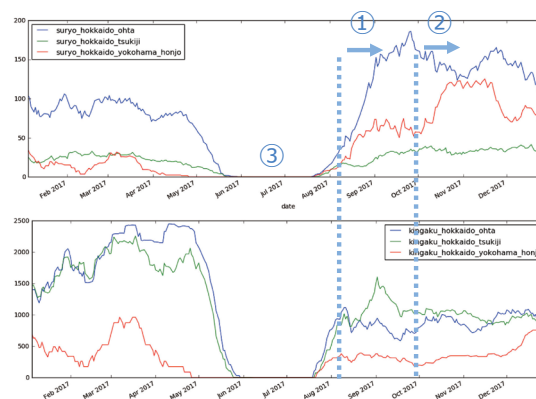 200
150
100
50
0
suryo_hokkaido_ohta
suryo_hokkaido_tsukiji
suryo_hokkaido_yokohama_honjo
① ②
③
Feb 2017 Mar 2017 Apr 2017 May 2017 Jun 2017 Jul 2017 Aug 2017 Sep 2017 Oct 2017 Nov 2017 Dec 2017
date
2500
2000
1500
1000
500
0
kingaku_hokkaido_ohta
kingaku_hokkaido_tsukiji
kingaku_hokkaido_yokohama_honjo
Feb 2017 Mar 2017 Apr 2017 May 2017 Jun 2017 Jul 2017 Aug 2017 Sep 2017 Oct 2017 Nov 2017 Dec 2017